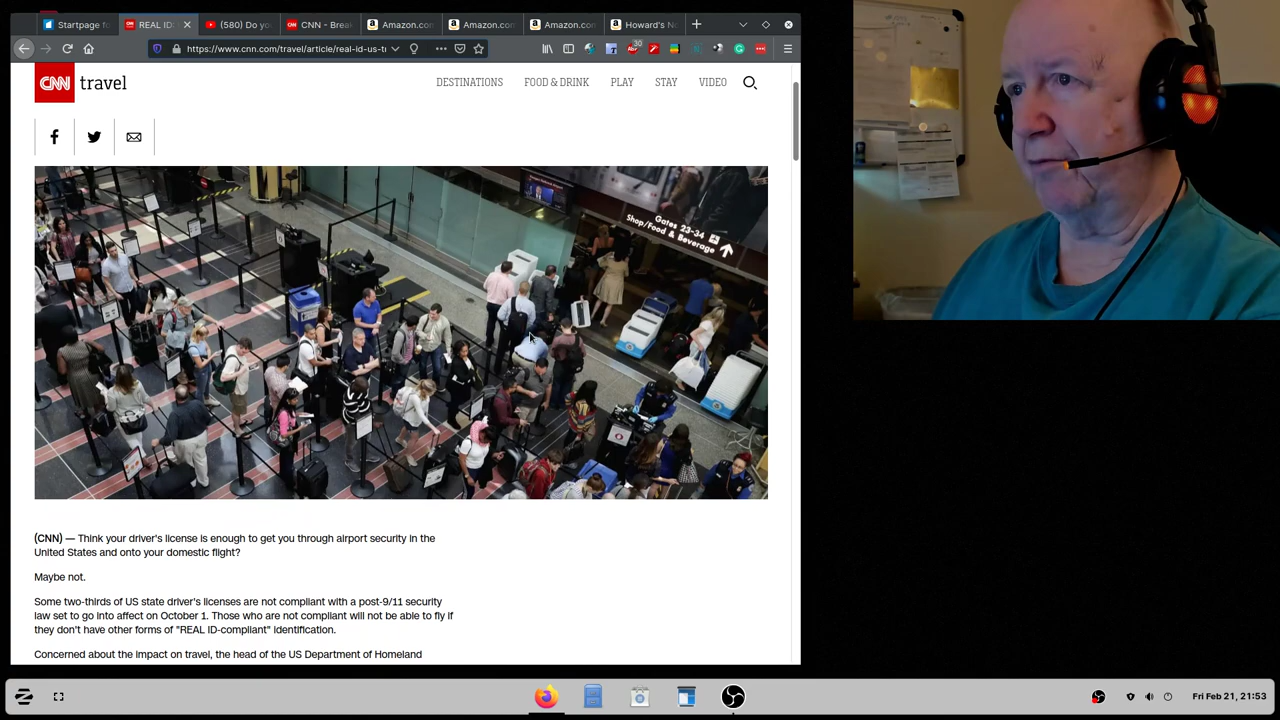 Startpage fo
REAL ID:
(580) Do yo
CNN - Break
Amazon.com
Amazon.com
Amazon.com
Howard's No
https://www.cnn.com/travel/article/real-id-us-tr
30
CNN travel
DESTINATIONS
FOOD & DRINK
PLAY
STAY
VIDEO
Gates 23-34
Shop/Food & Beverage
(CNN) — Think your driver's license is enough to get you through airport security in the
United States and onto your domestic flight?
Maybe not.
Some two-thirds of US state driver's licenses are not compliant with a post-9/11 security
law set to go into affect on October 1. Those who are not compliant will not be able to fly if
they don't have other forms of "REAL ID-compliant" identification.
Concerned about the impact on travel, the head of the US Department of Homeland
Fri Feb 21, 21:53